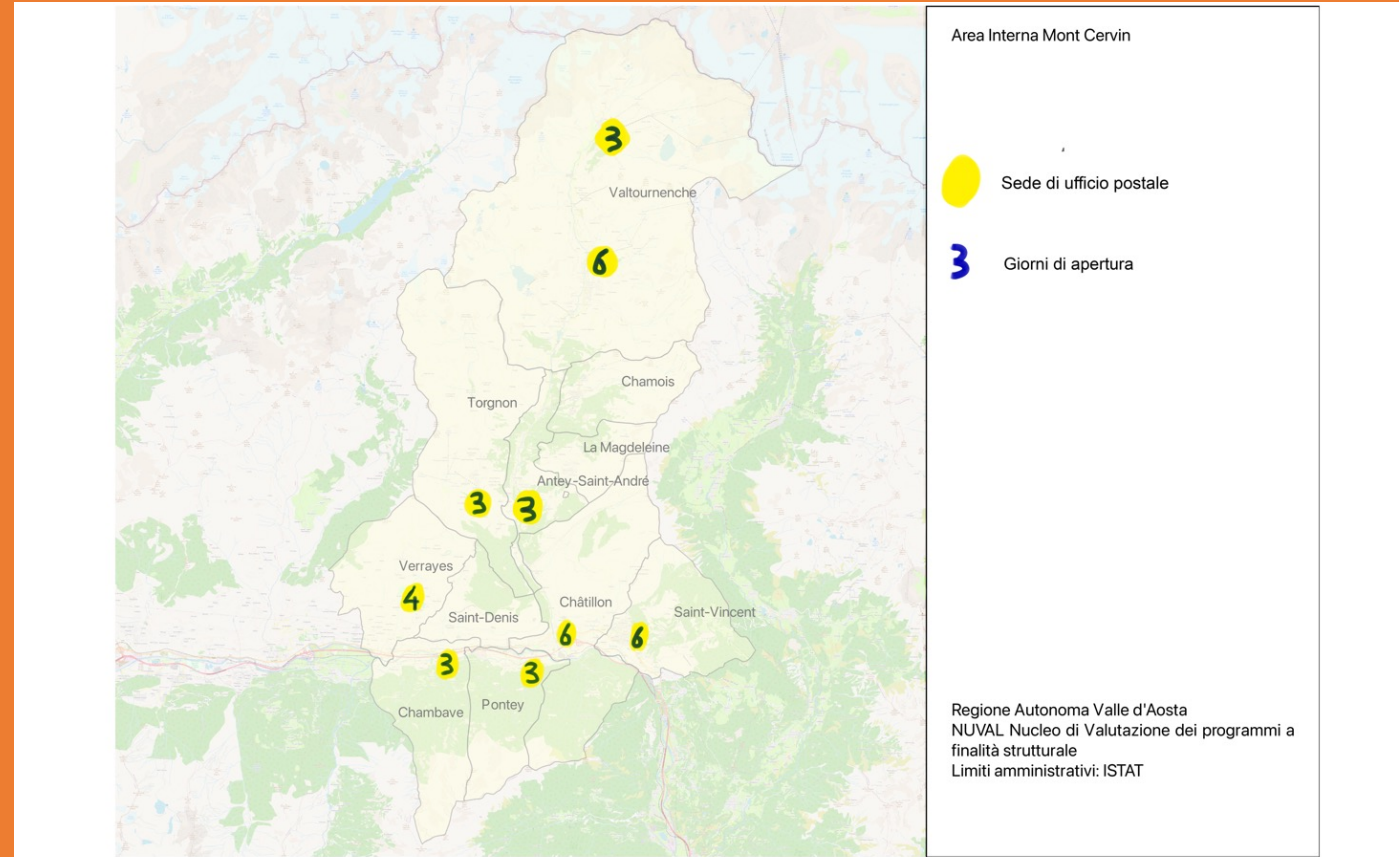 Area Interna Mont Cervin
Sede di ufficio postale
3 Giorni di apertura
Regione Autonoma Valle d'Aosta
NUVAL Nucleo di Valutazione dei programmi a
finalità strutturale
Limiti amministrativi: ISTAT
3
Valtournenche
6
Chamois
Torgnon
La Magdeleine
Antey-Saint-André
3
3
Verrayes
4
Châtillon
Saint-Denis
Saint-Vincent
6
6
3
3
Pontey
Chambave